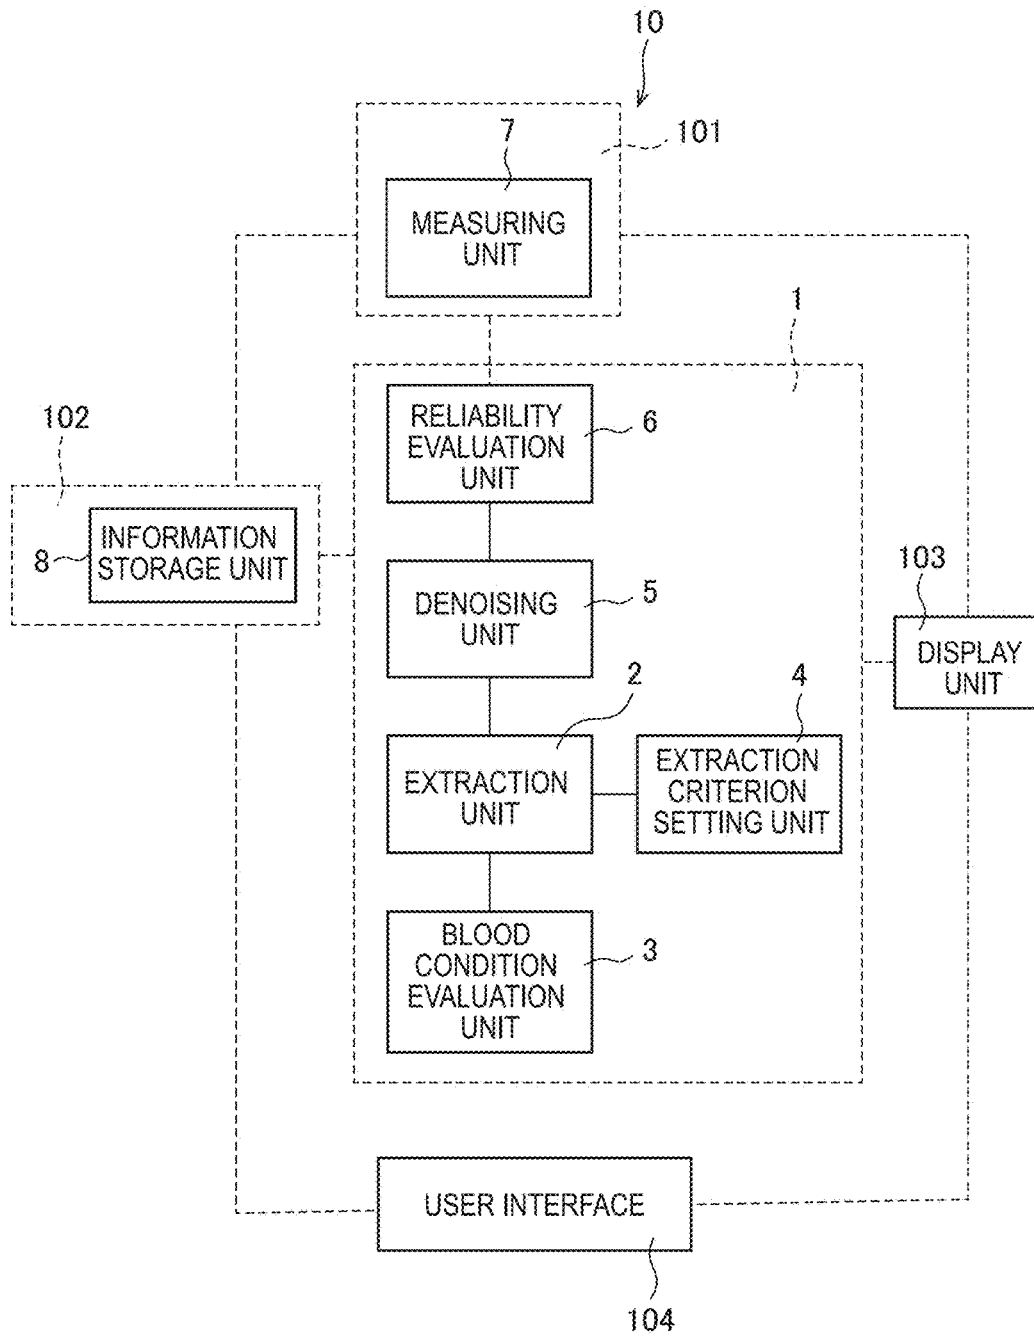 10
101
7
MEASURING
UNIT
1
RELIABILITY
EVALUATION
UNIT
6
102
8
INFORMATION
STORAGE UNIT
DENOISING
UNIT
5
103
DISPLAY
UNIT
2
4
EXTRACTION
UNIT
EXTRACTION
CRITERION
SETTING UNIT
BLOOD
CONDITION
EVALUATION
UNIT
3
USER INTERFACE
104